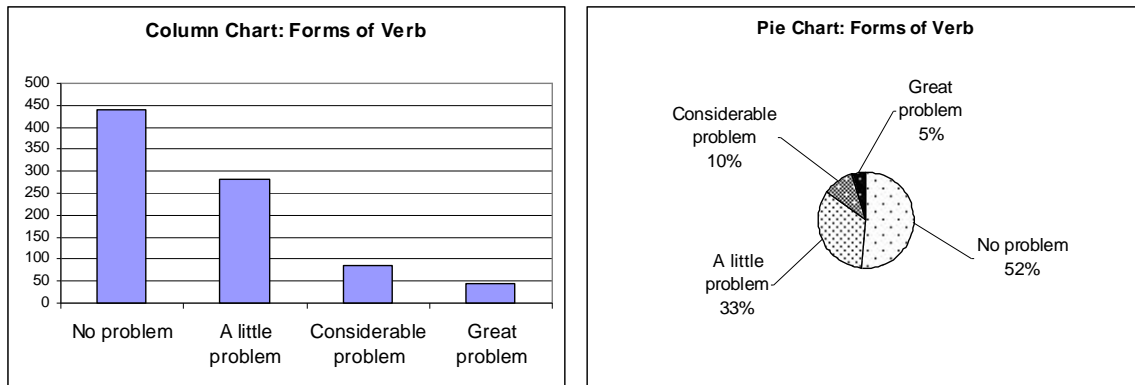 Column Chart: Forms of Verb
500
450
400
350
300
250
200
150
100
50
0
No problem
A little
problem
Considerable
problem
Great
problem
Pie Chart: Forms of Verb
Great
problem
5%
Considerable
problem
10%
No problem
52%
A little
problem
33%